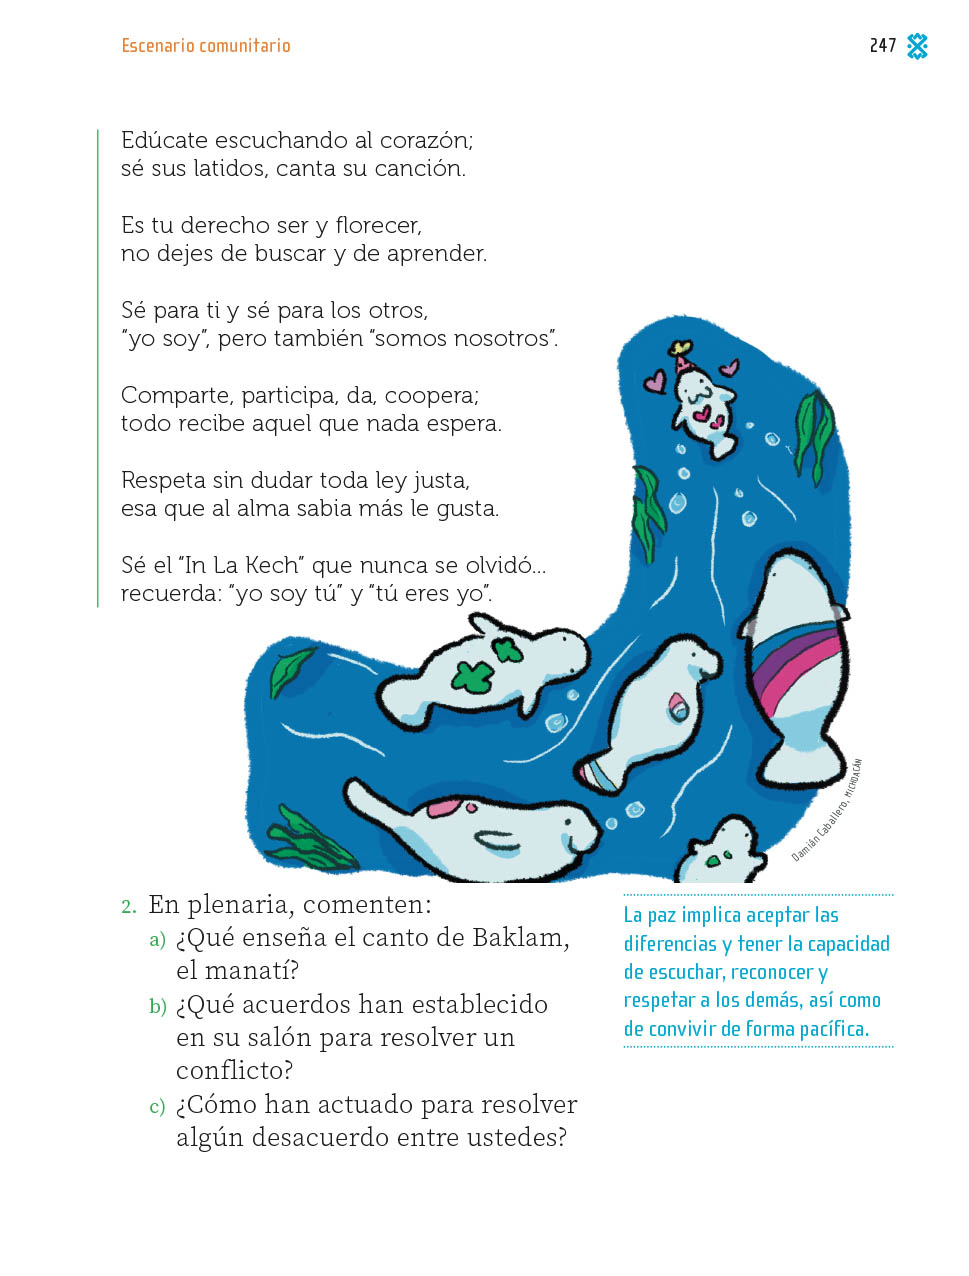 Escenario comunitario
247
Edúcate escuchando al corazón;
sé sus latidos, canta su canción.
Es tu derecho ser y florecer,
no dejes de buscar y de aprender.
Sé para ti y sé para los otros,
“yo soy”, pero también “somos nosotros”.
Comparte, participa, da, coopera;
todo recibe aquel que nada espera.
Respeta sin dudar toda ley justa,
esa que al alma sabia más le gusta.
Sé el “In La Kech” que nunca se olvidó...
recuerda: “yo soy tú” y “tú eres yo”.
Damián Caballero, MICHOACÁN
2. En plenaria, comenten:
a) ¿Qué enseña el canto de Baklam,
el manatí?
b) ¿Qué acuerdos han establecido
en su salón para resolver un
conflicto?
c) ¿Cómo han actuado para resolver
algún desacuerdo entre ustedes?
La paz implica aceptar las
diferencias y tener la capacidad
de escuchar, reconocer y
respetar a los demás, así como
de convivir de forma pacífica.